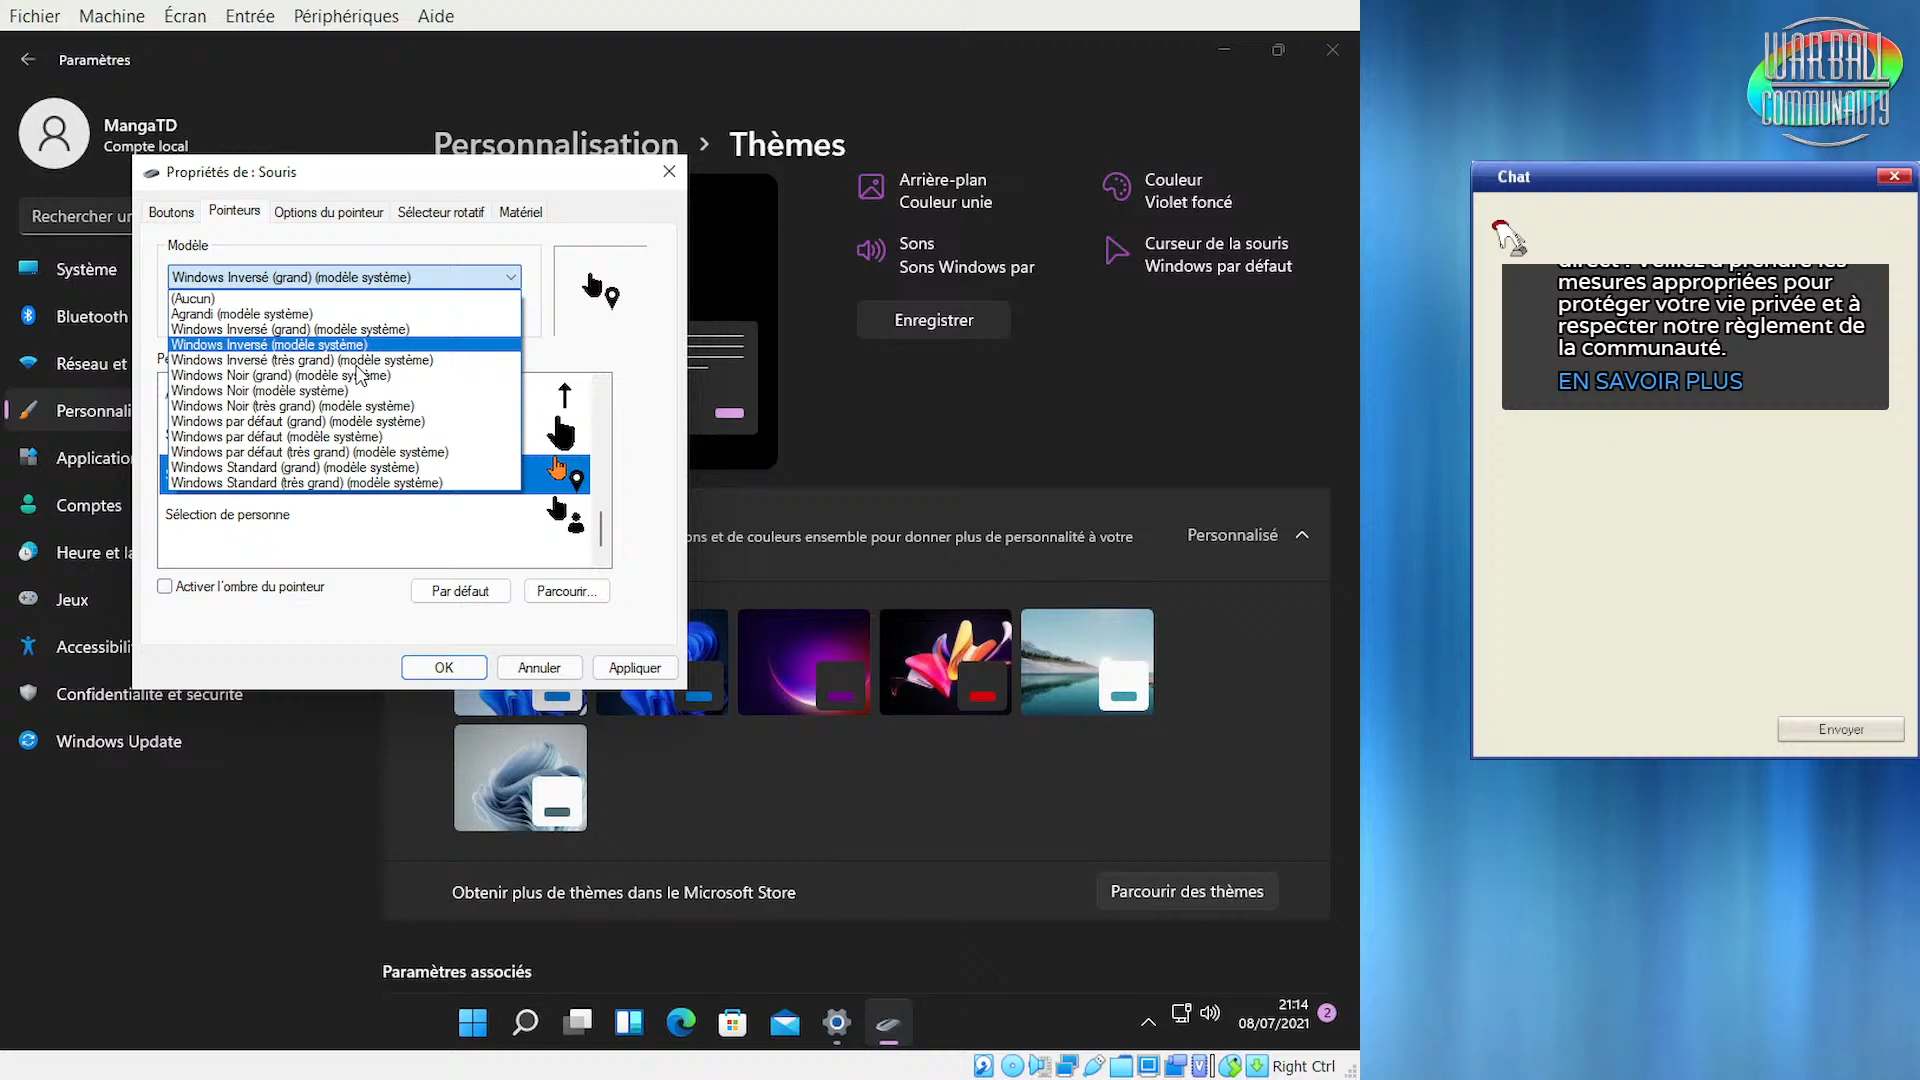 Fichier Machine Écran Entrée Périphériques Aide
Paramètres
MangaTD
Compte local
Rechercher un
Système
Bluetooth
Réseau et
Personnali
Applicatio
Comptes
Heure et la
Jeux
Accessibili
Confidentialité et sécurité
Windows Update
Personnalisation › Thèmes
Arrière-plan
Couleur unie
Couleur
Violet foncé
Sons
Sons Windows par
Curseur de la souris
Windows par défaut
Enregistrer
Propriétés de : Souris
Boutons Pointeurs Options du pointeur Sélecteur rotatif Matériel
Modèle
Windows Inversé (grand) (modèle système)
(Aucun)
Agrandi (modèle système)
Windows Inversé (grand) (modèle système)
Windows Inversé (modèle système)
Windows Inversé (très grand) (modèle système)
Windows Noir (grand) (modèle système)
Windows Noir (modèle système)
Windows Noir (très grand) (modèle système)
Windows par défaut (grand) (modèle système)
Windows par défaut (modèle système)
Windows par défaut (très grand) (modèle système)
Windows Standard (grand) (modèle système)
Windows Standard (très grand) (modèle système)
Sélection de personne
Activer l'ombre du pointeur
Par défaut
Parcourir...
OK
Annuler
Appliquer
ons et de couleurs ensemble pour donner plus de personnalité à votre
Personnalisé
Obtenir plus de thèmes dans le Microsoft Store
Parcourir des thèmes
Paramètres associés
21:14
08/07/2021
2
Right Ctrl
WAR BALL
COMMUNAUTY
Chat
direct ! Veillez à prendre les
mesures appropriées pour
protéger votre vie privée et à
respecter notre règlement de
la communauté.
EN SAVOIR PLUS
Envoyer